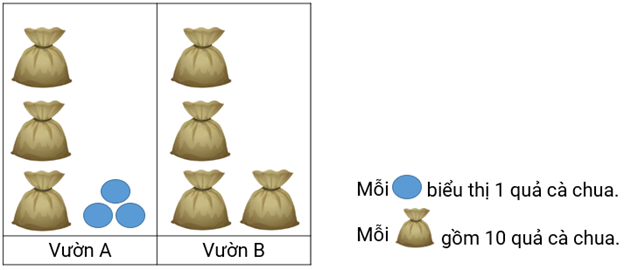 Mỗi biểu thị 1 quả cà chua.
Mỗi gồm 10 quả cà chua.
Vườn A
Vườn B